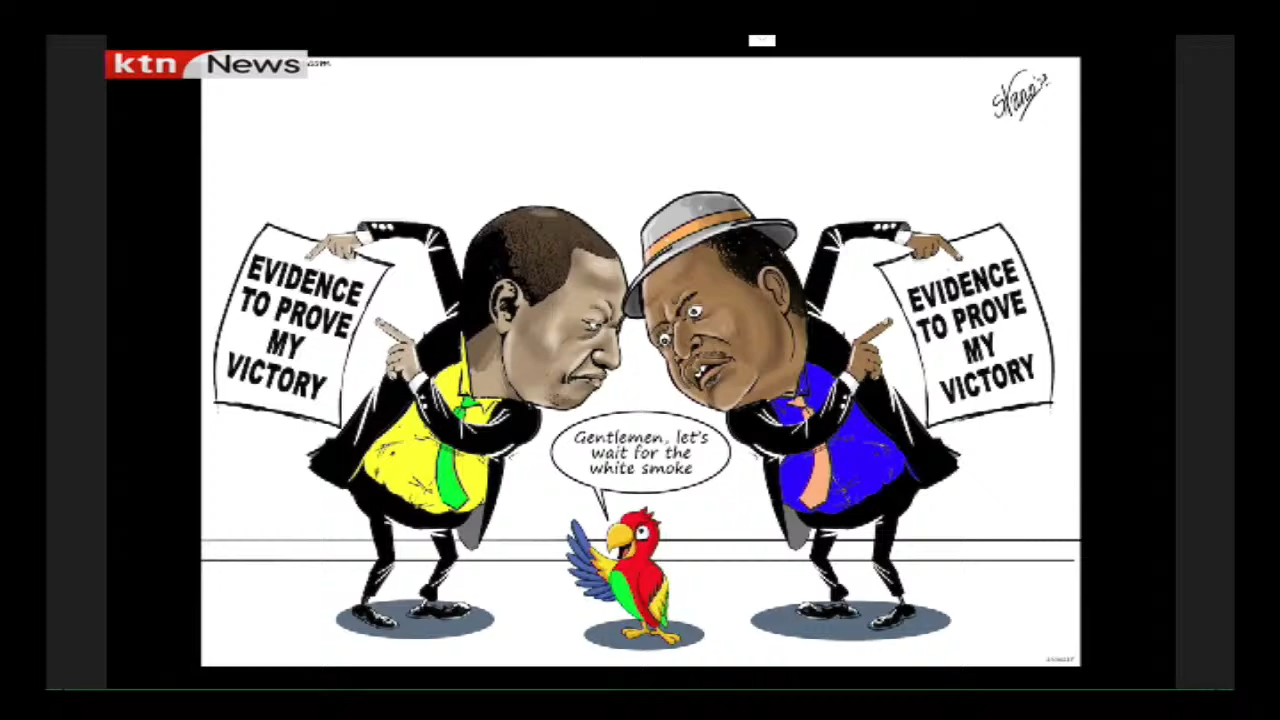 ktn News
.com
EVIDENCE
TO PROVE
MY
VICTORY
EVIDENCE
TO PROVE
MY
VICTORY
Gentlemen, let's
wait for the
white smoke